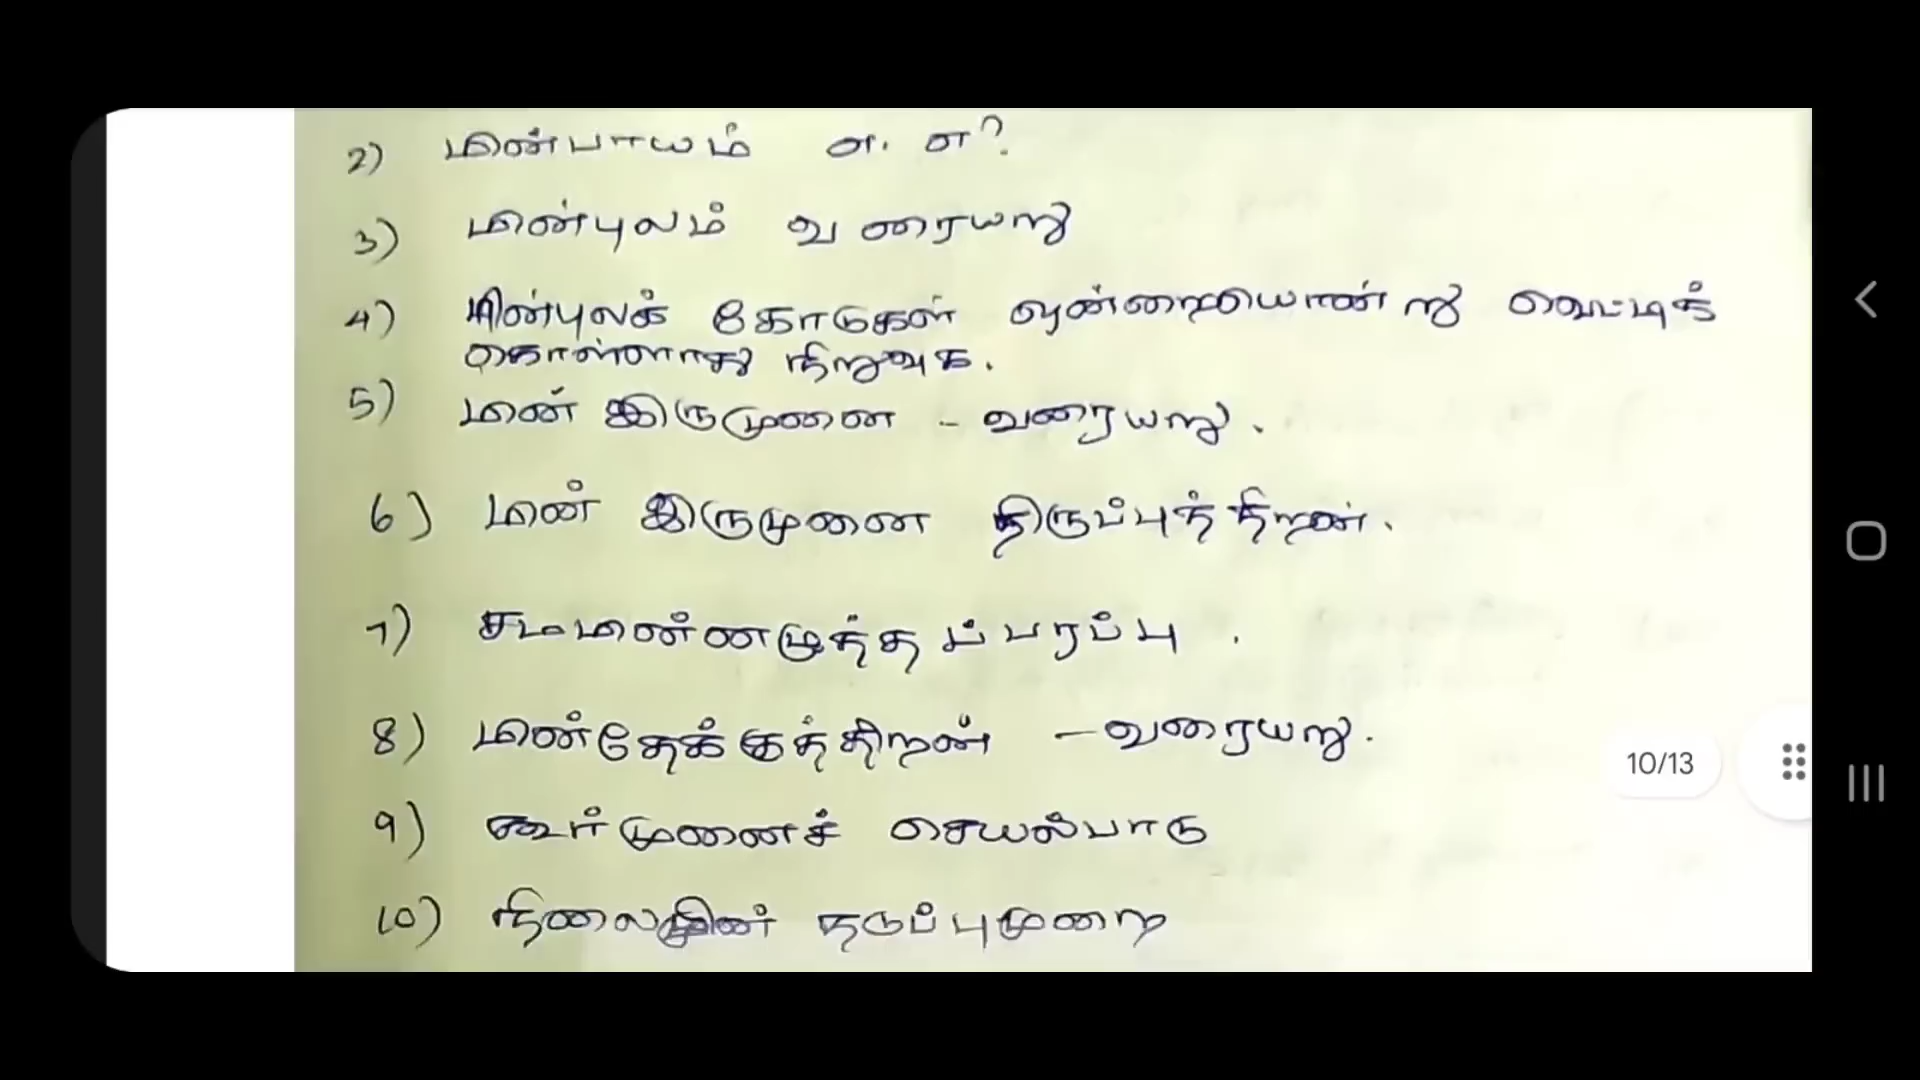 2) மின்பாயம் எ. எ?
3) மின்புலம் வரையறு
4) மின்புலக் கோடுகள் ஒன்றையொன்று வெட்டிக்
கொள்ளாது நிறுவுக.
5) மின் இருமுனை - வரையறு.
6) மின் இருமுனை திருப்புத்திறன்.
7) சமமின்னழுத்தப்பரப்பு.
8) மின்தேக்குத்திறன் - வரையறு.
10/13
9) கூர்முனைச் செயல்பாடு
10) நிலைமின் தடுப்புமுறை